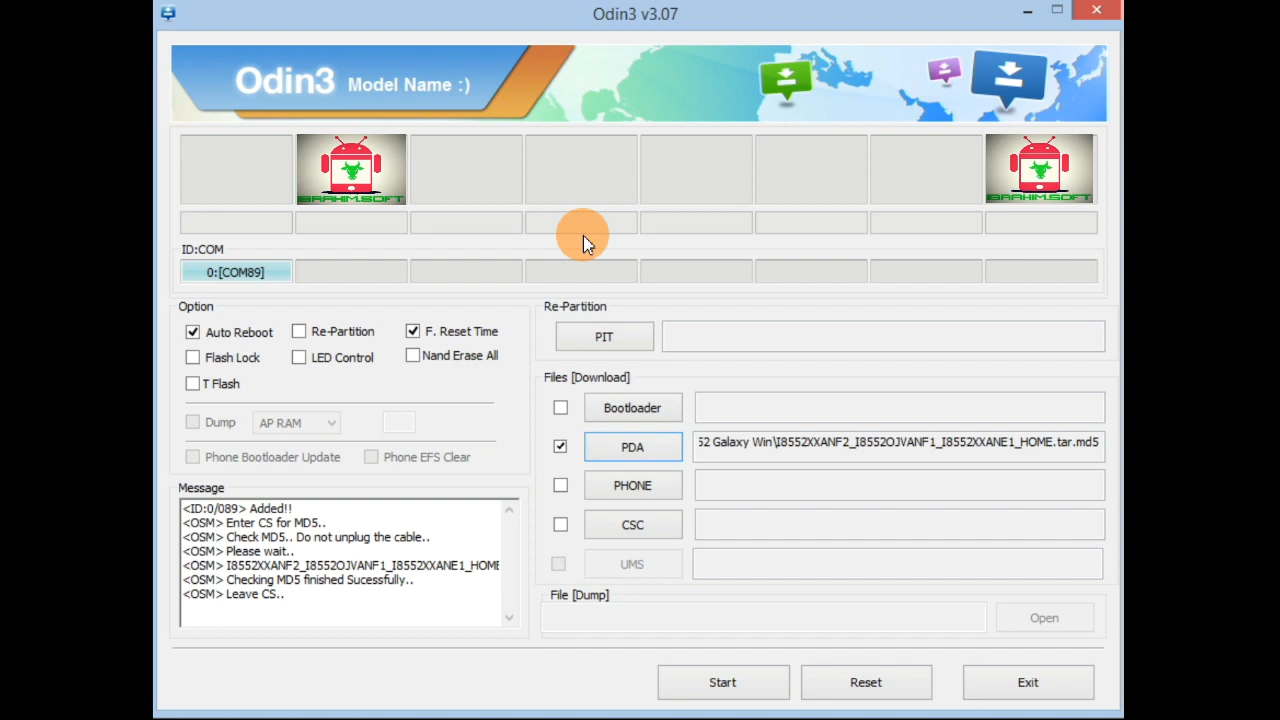 Odin3 v3.07
Odin3 Model Name :)
IBRAHIM.SOFT
IBRAHIM.SOFT
ID:COM
0:[COM89]
Option
Auto Reboot
Re-Partition
F. Reset Time
Flash Lock
LED Control
Nand Erase All
T Flash
Dump
AP RAM
Phone Bootloader Update
Phone EFS Clear
Message
<ID:0/089> Added!!
<OSM> Enter CS for MD5..
<OSM> Check MD5.. Do not unplug the cable..
<OSM> Please wait..
<OSM> I8552XXANF2_I8552OJVANF1_I8552XXANE1_HOME
<OSM> Checking MD5 finished Sucessfully..
<OSM> Leave CS..
Re-Partition
PIT
Files [Download]
Bootloader
PDA
52 Galaxy Win\I8552XXANF2_I8552OJVANF1_I8552XXANE1_HOME.tar.md5
PHONE
CSC
UMS
File [Dump]
Open
Start
Reset
Exit